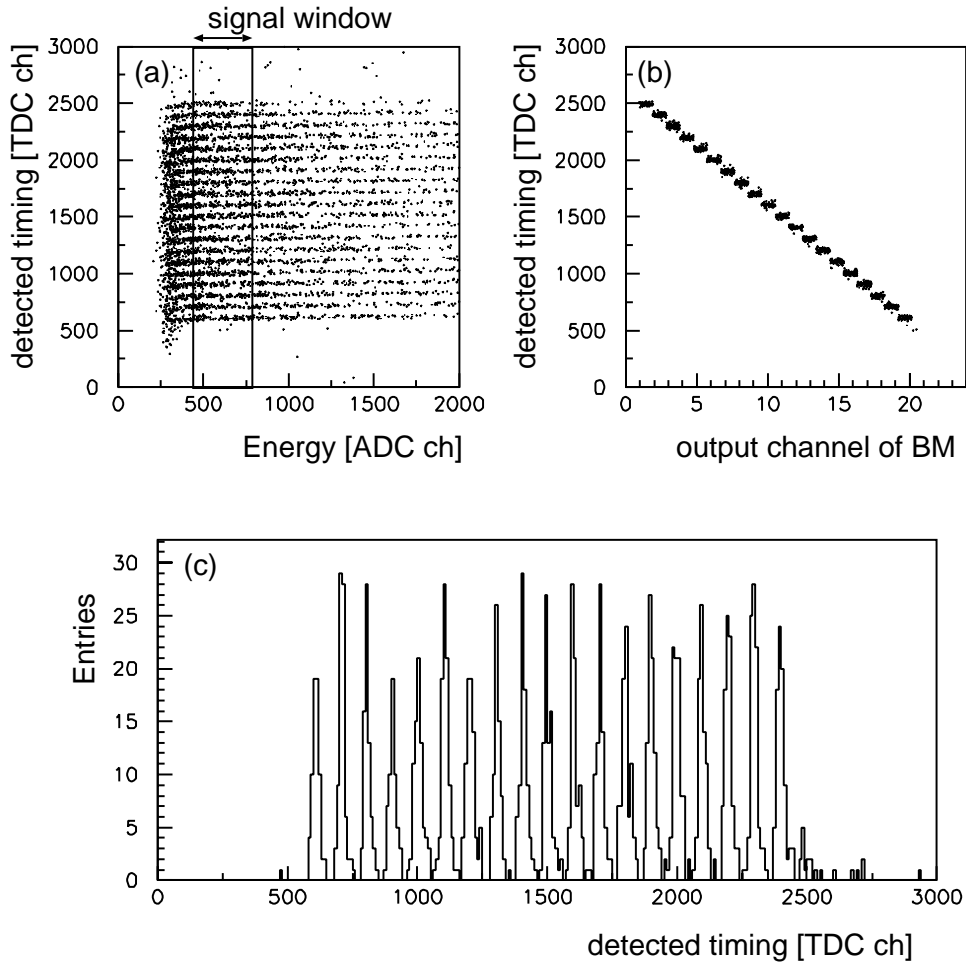 signal window
(a)
detected timing [TDC ch]
3000
2500
2000
1500
1000
500
0
0 500 1000 1500 2000
Energy [ADC ch]
(b)
detected timing [TDC ch]
3000
2500
2000
1500
1000
500
0
0 5 10 15 20
output channel of BM
(c)
Entries
30
25
20
15
10
5
0
0 500 1000 1500 2000 2500 3000
detected timing [TDC ch]